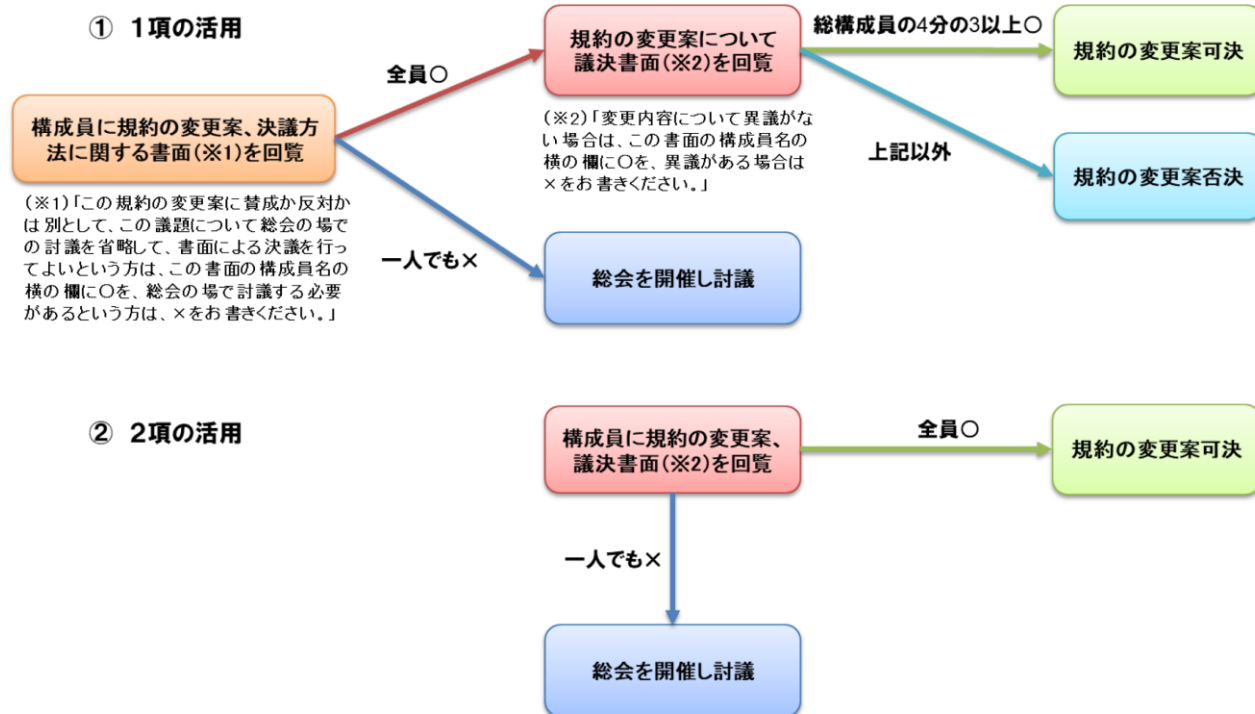 ① 1項の活用
構成員に規約の変更案、決議方
法に関する書面(※1)を回覧
(※1)「この規約の変更案に賛成か反対か
は別として、この議題について総会の場で
の討議を省略して、書面による決議を行っ
てよいという方は、この書面の構成員名の
横の欄に〇を、総会の場で討議する必要
があるという方は、×をお書きください。」
全員〇
一人でも×
規約の変更案について
議決書面(※2)を回覧
(※2)「変更内容について異議がな
い場合は、この書面の構成員名の
横の欄に〇を、異議がある場合は
×をお書きください。」
総会を開催し討議
総構成員の4分の3以上〇
上記以外
規約の変更案可決
規約の変更案否決
② 2項の活用
構成員に規約の変更案、
議決書面(※2)を回覧
全員〇
規約の変更案可決
一人でも×
総会を開催し討議